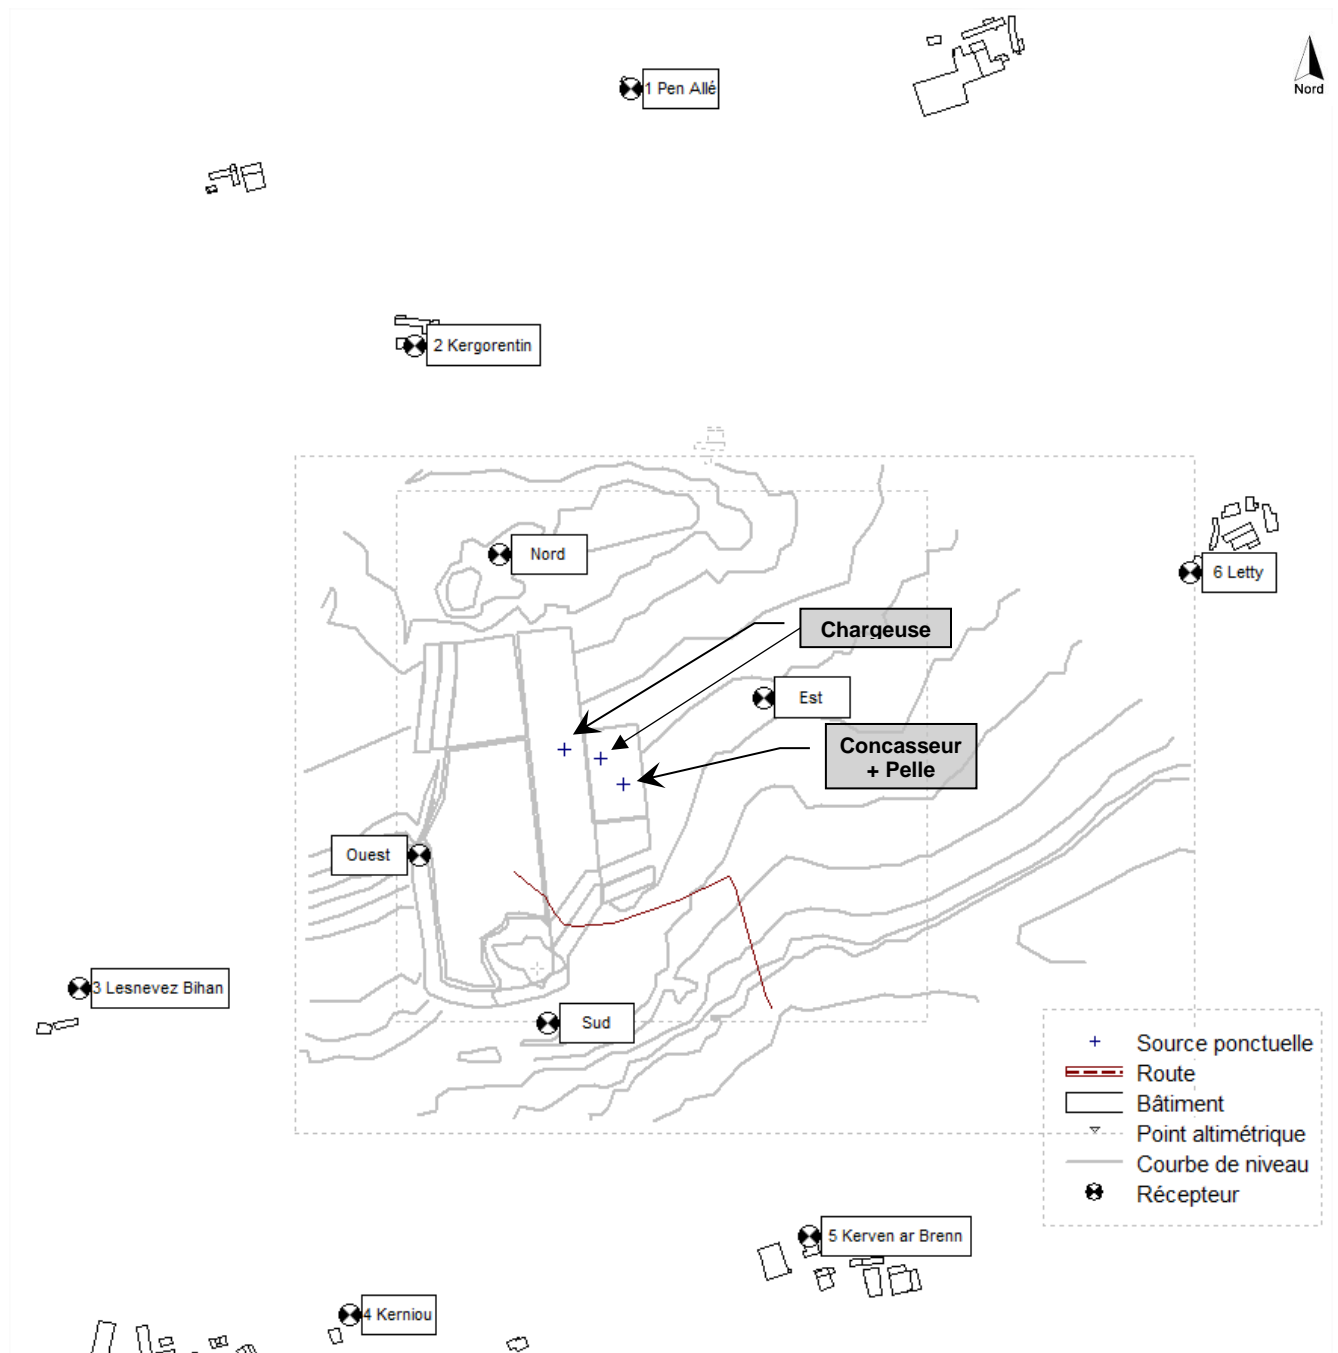 1 Pen Allé
Nord
2 Kergorentin
Nord
6 Letty
Chargeuse
Est
Concasseur
+ Pelle
Ouest
3 Lesnevez Bihan
Sud
Source ponctuelle
Route
Bâtiment
Point altimétrique
Courbe de niveau
Récepteur
5 Kerven ar Brenn
4 Kerniou